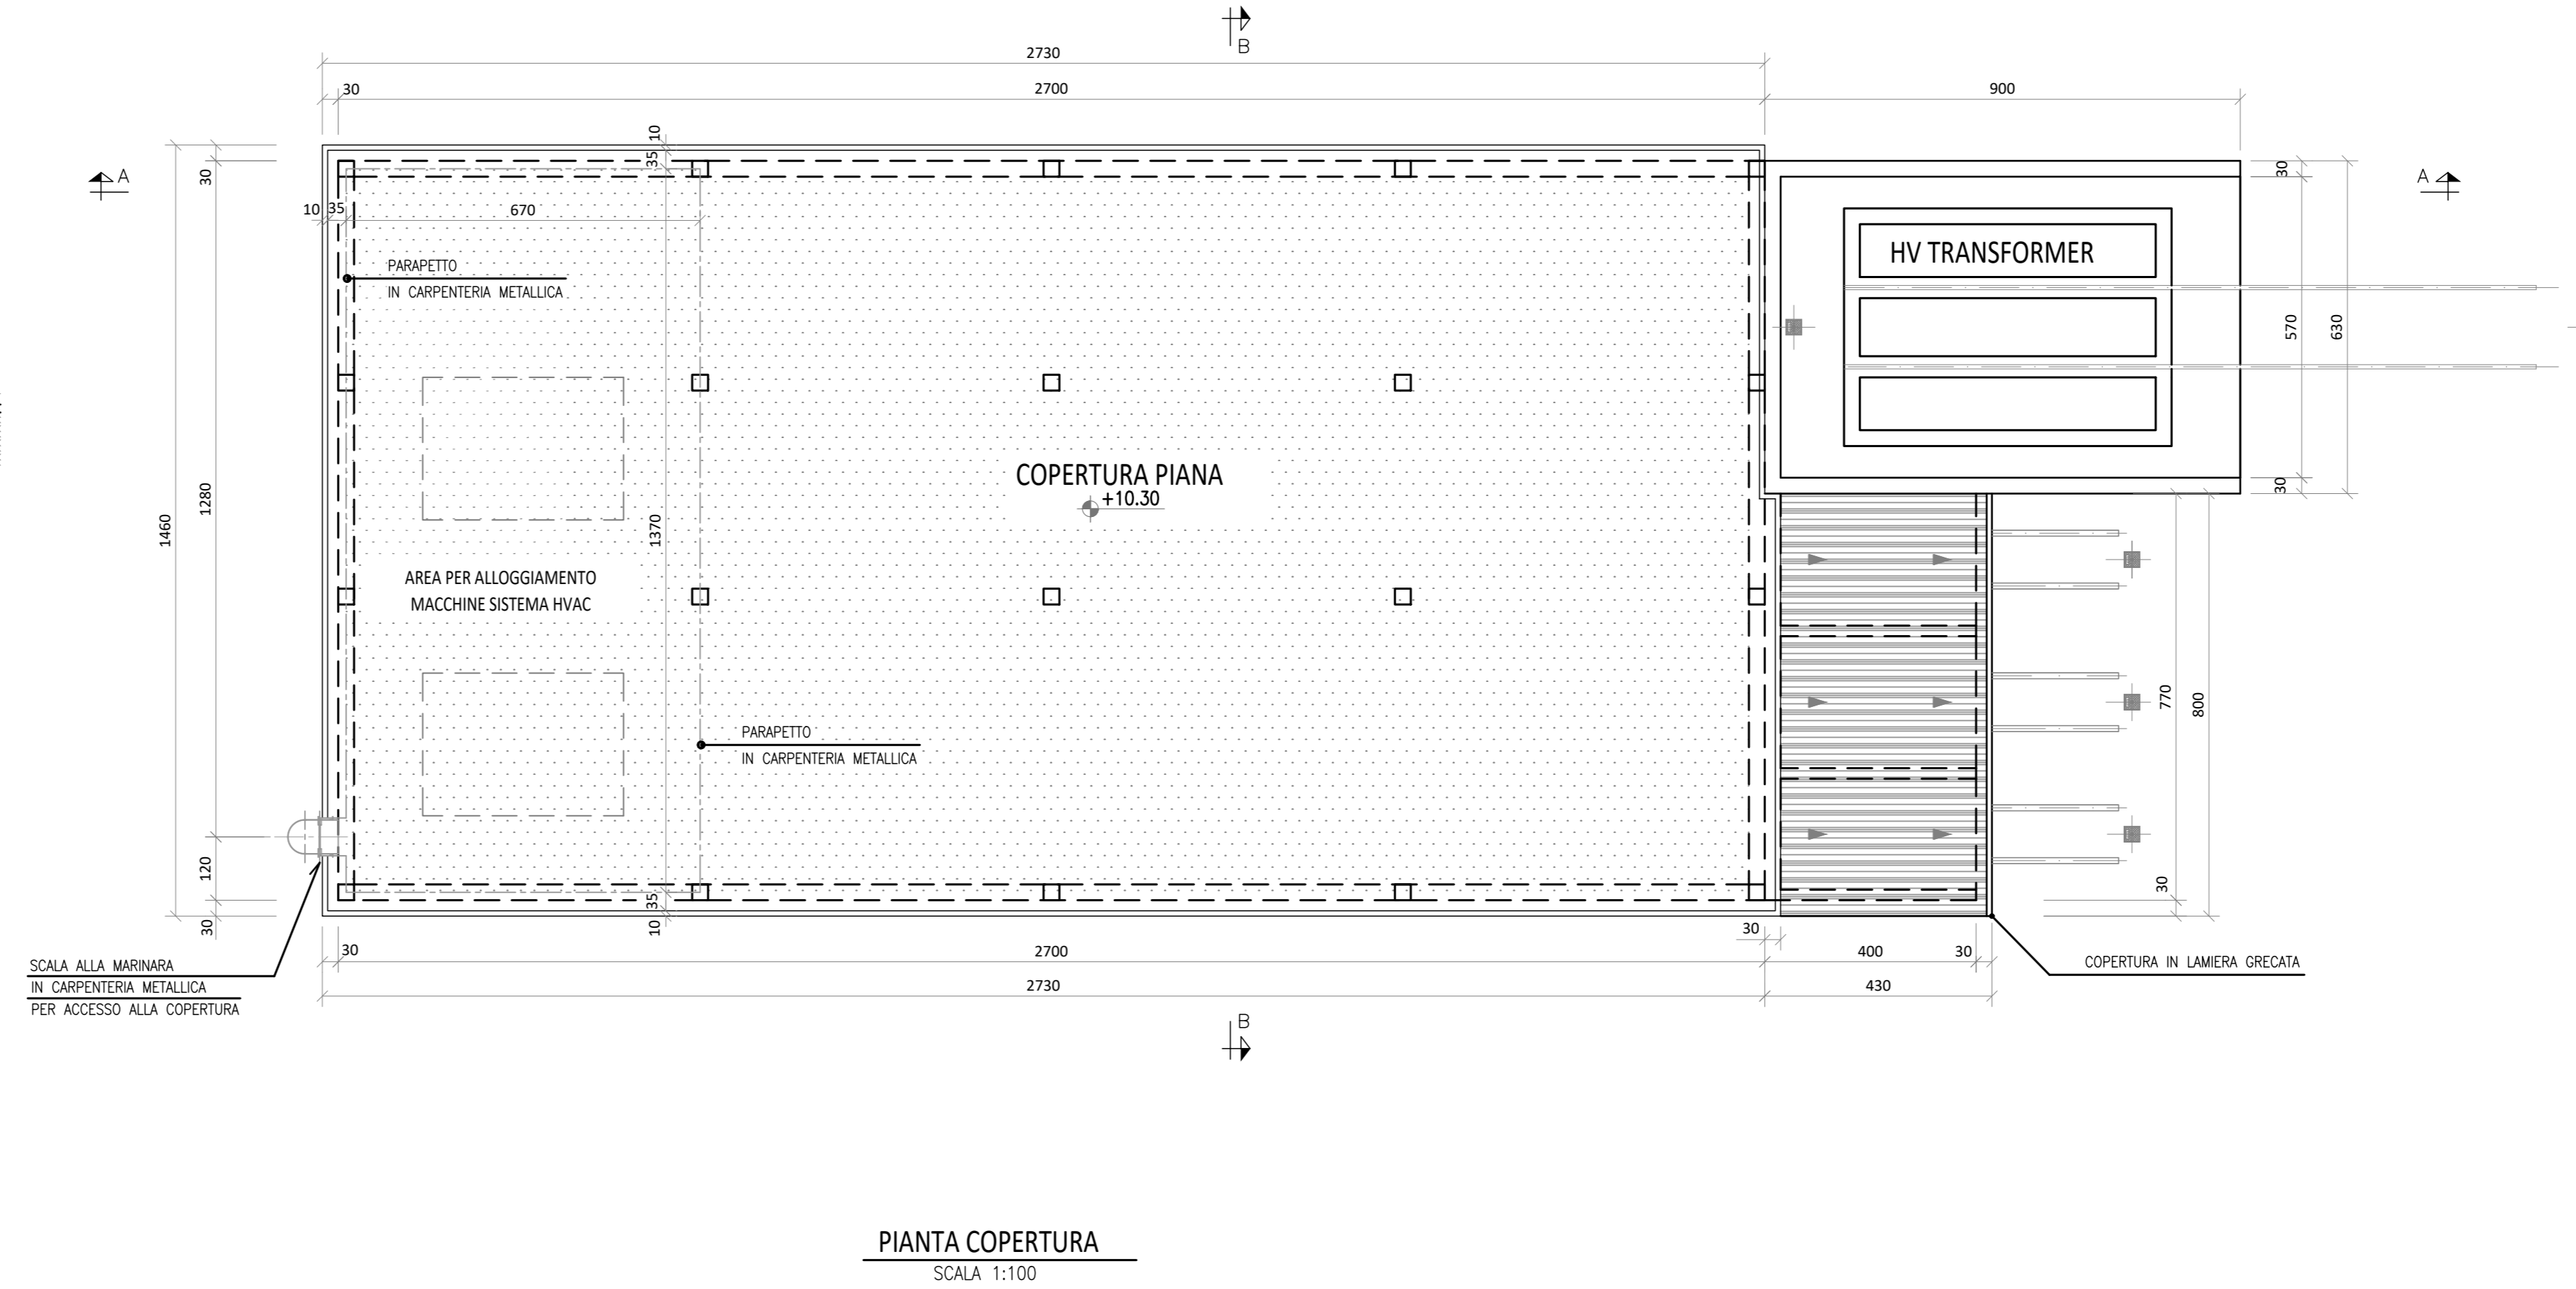 B
2730
30
2700
900
10
35
30
A
A
30
10
35
670
PARAPETTO
IN CARPENTERIA METALLICA
HV TRANSFORMER
570
630
COPERTURA PIANA
+10.30
30
1280
1460
1370
AREA PER ALLOGGIAMENTO
MACCHINE SISTEMA HVAC
770
800
PARAPETTO
IN CARPENTERIA METALLICA
120
30
35
10
30
30
30
2700
400
30
2730
430
SCALA ALLA MARINARA
IN CARPENTERIA METALLICA
PER ACCESSO ALLA COPERTURA
COPERTURA IN LAMIERA GRECATA
B
PIANTA COPERTURA
SCALA 1:100